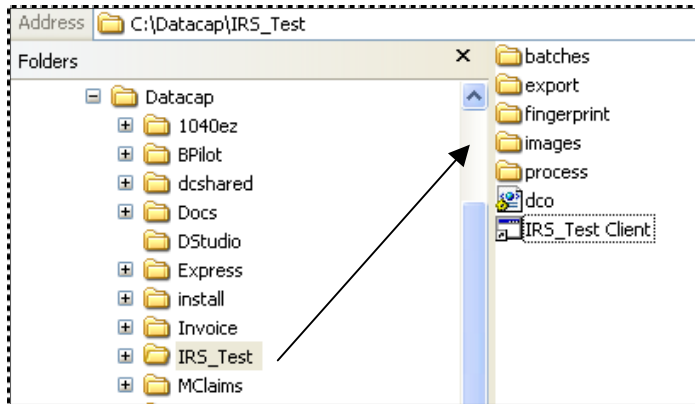 Address C:\Datacap\IRS_Test
Folders
Datacap
1040ez
BPilot
dcshared
Docs
DStudio
Express
install
Invoice
IRS_Test
MClaims
batches
export
fingerprint
images
process
dco
IRS_Test Client